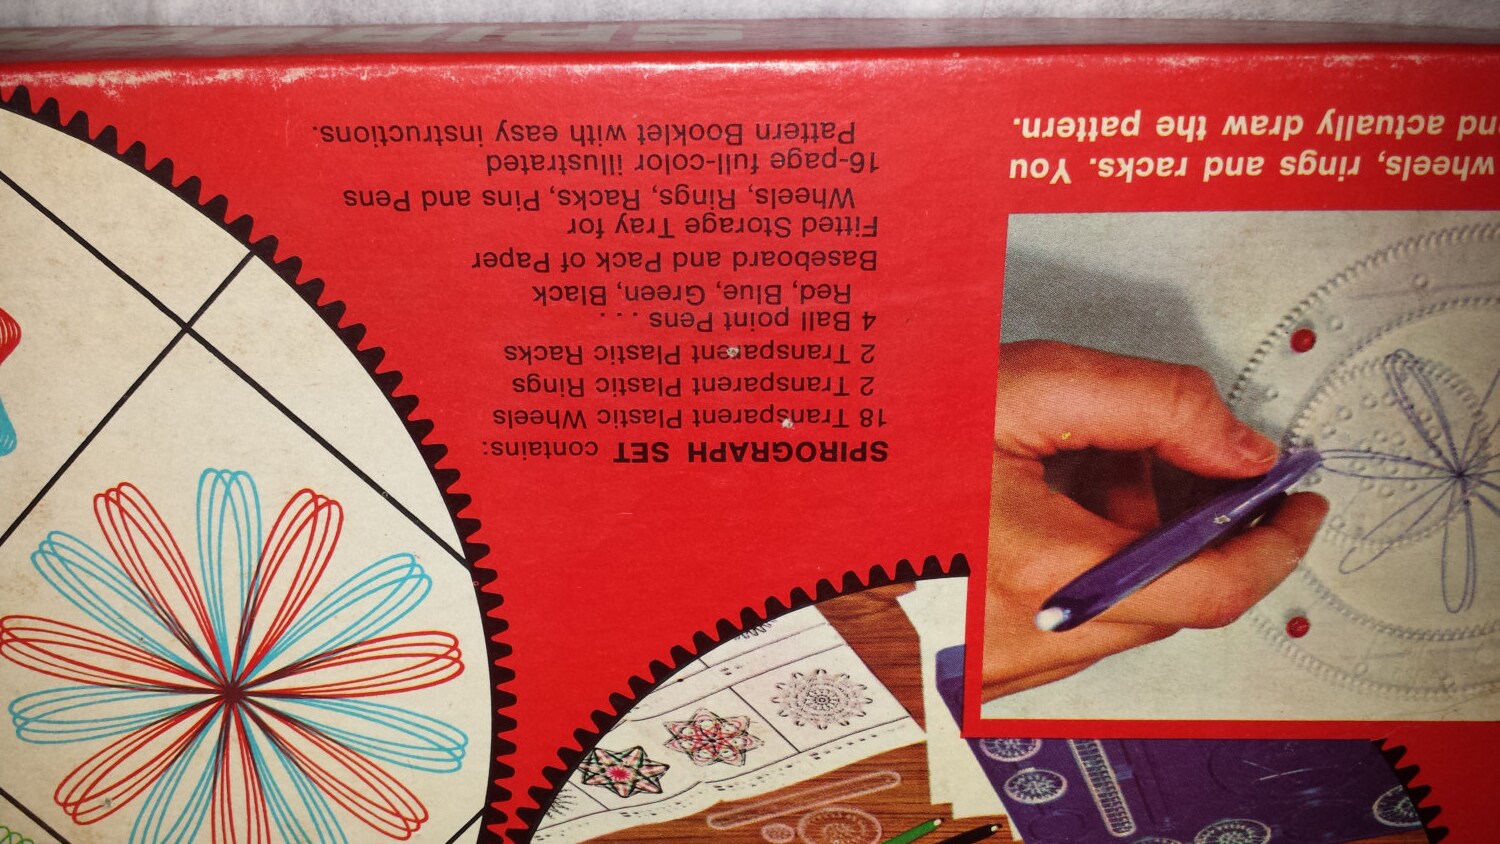 SPIROGRAPH SET contains:
18 Transparent Plastic Wheels
2 Transparent Plastic Rings
2 Transparent Plastic Racks
4 Ball point Pens . . .
Red, Blue, Green, Black
Baseboard and Pack of Paper
Fitted Storage Tray for
Wheels, Rings, Racks, Pins and Pens
16-page full-color illustrated
Pattern Booklet with easy instructions.
wheels, rings and racks. You
actually draw the pattern.